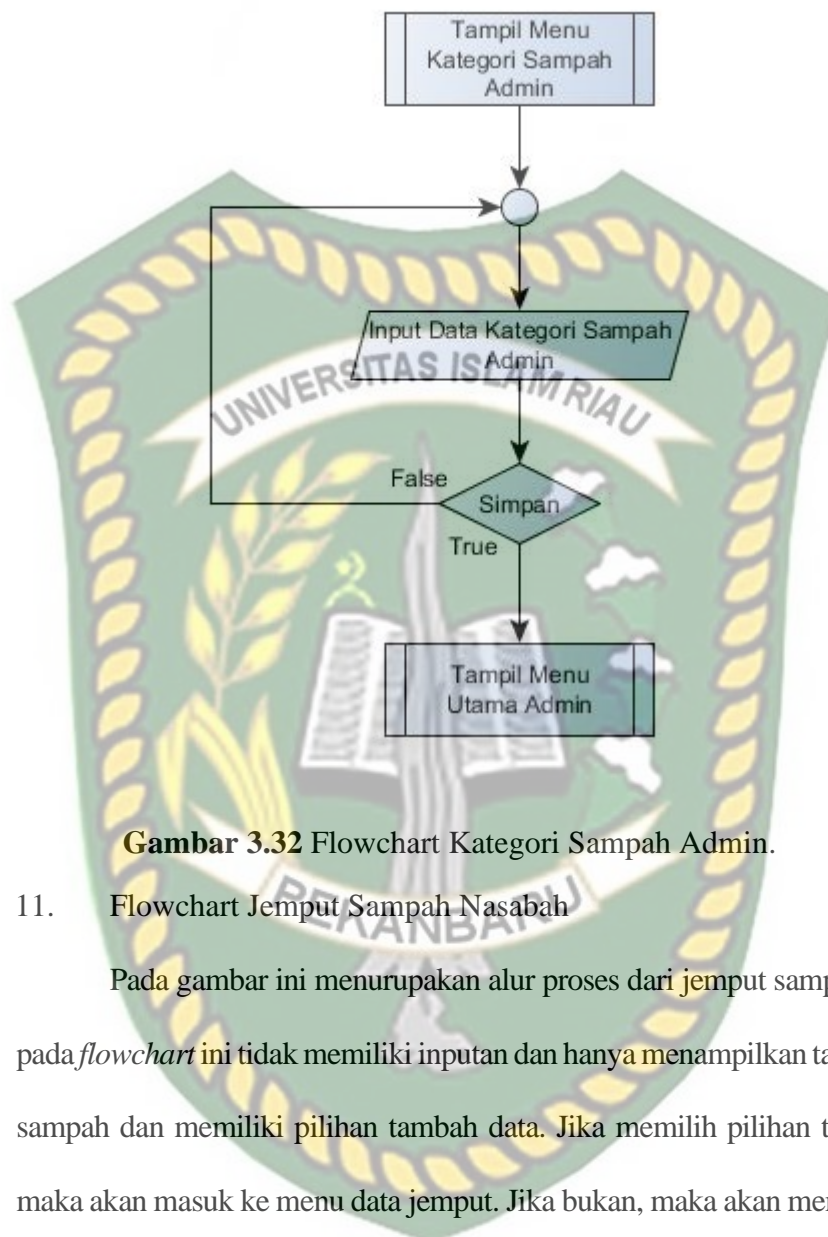 Tampil Menu
Kategori Sampah
Admin
Input Data Kategori Sampah
Admin
UNIVERSITAS ISLAM RIAU
False
Simpan
True
Tampil Menu
Utama Admin
Gambar 3.32 Flowchart Kategori Sampah Admin.
11. Flowchart Jemput Sampah Nasabah
PEKANBARU
Pada gambar ini menurupakan alur proses dari jemput samp
pada flowchart ini tidak memiliki inputan dan hanya menampilkan ta
sampah dan memiliki pilihan tambah data. Jika memilih pilihan t
maka akan masuk ke menu data jemput. Jika bukan, maka akan mer